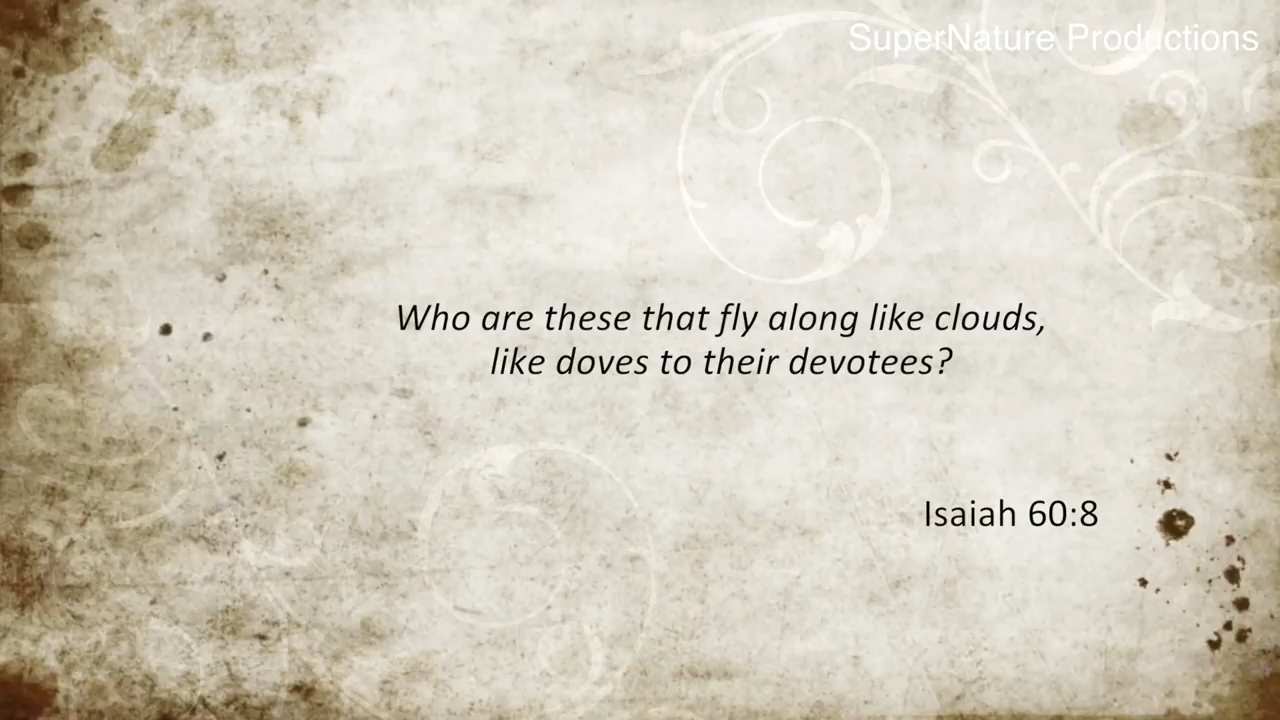 SuperNature Productions
Who are these that fly along like clouds,
like doves to their devotees?
Isaiah 60:8